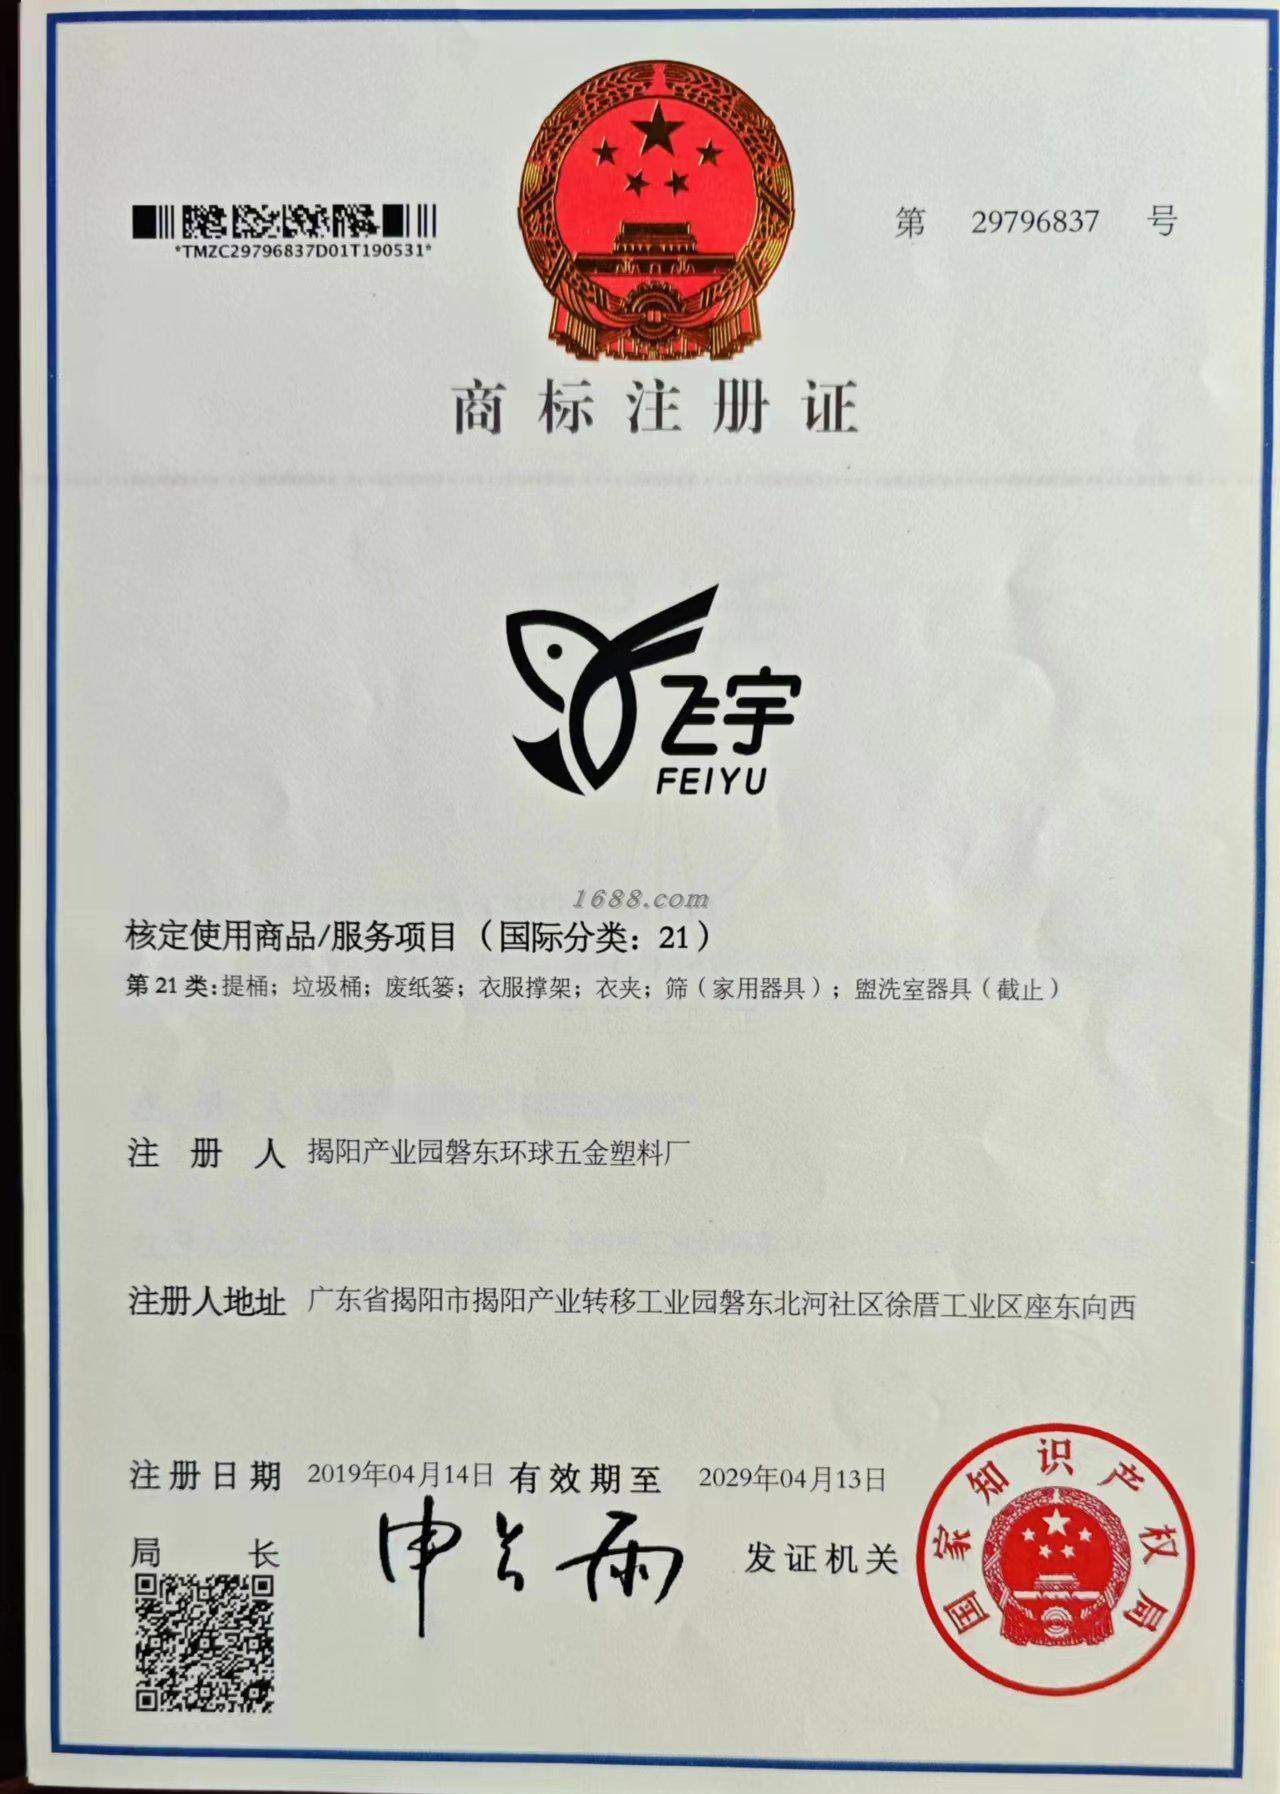 *TMZC29796837D01T190531*
第 29796837 号
商标注册证
飞宇
FEIYU
1688.com
核定使用商品/服务项目（国际分类：21）
第21类：提桶；垃圾桶；废纸篓；衣服撑架；衣夹；筛（家用器具）；盥洗室器具（截止）
注册人 揭阳产业园磐东环球五金塑料厂
注册人地址 广东省揭阳市揭阳产业转移工业园磐东北河社区徐厝工业区座东向西
注册日期 2019年04月14日 有效期至 2029年04月13日
局长 申长雨 发证机关
国家知识产权局